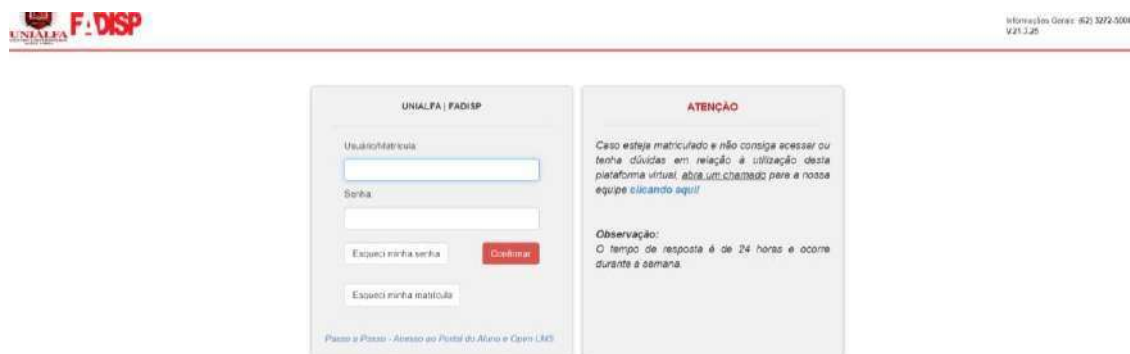 UNIALFA
FADISP
Informações Gerais: (62) 3272-5000
V.21.3.26
UNIALFA | FADISP
Usuário/Matrícula:
Senha:
Esqueci minha senha
Confirmar
Esqueci minha matrícula
Passo a Passo - Acesso ao Portal do Aluno e Open LMS
ATENÇÃO
Caso esteja matriculado e não consiga acessar ou
tenha dúvidas em relação à utilização desta
plataforma virtual, abra um chamado para a nossa
equipe clicando aqui!
Observação:
O tempo de resposta é de 24 horas e ocorre
durante a semana.